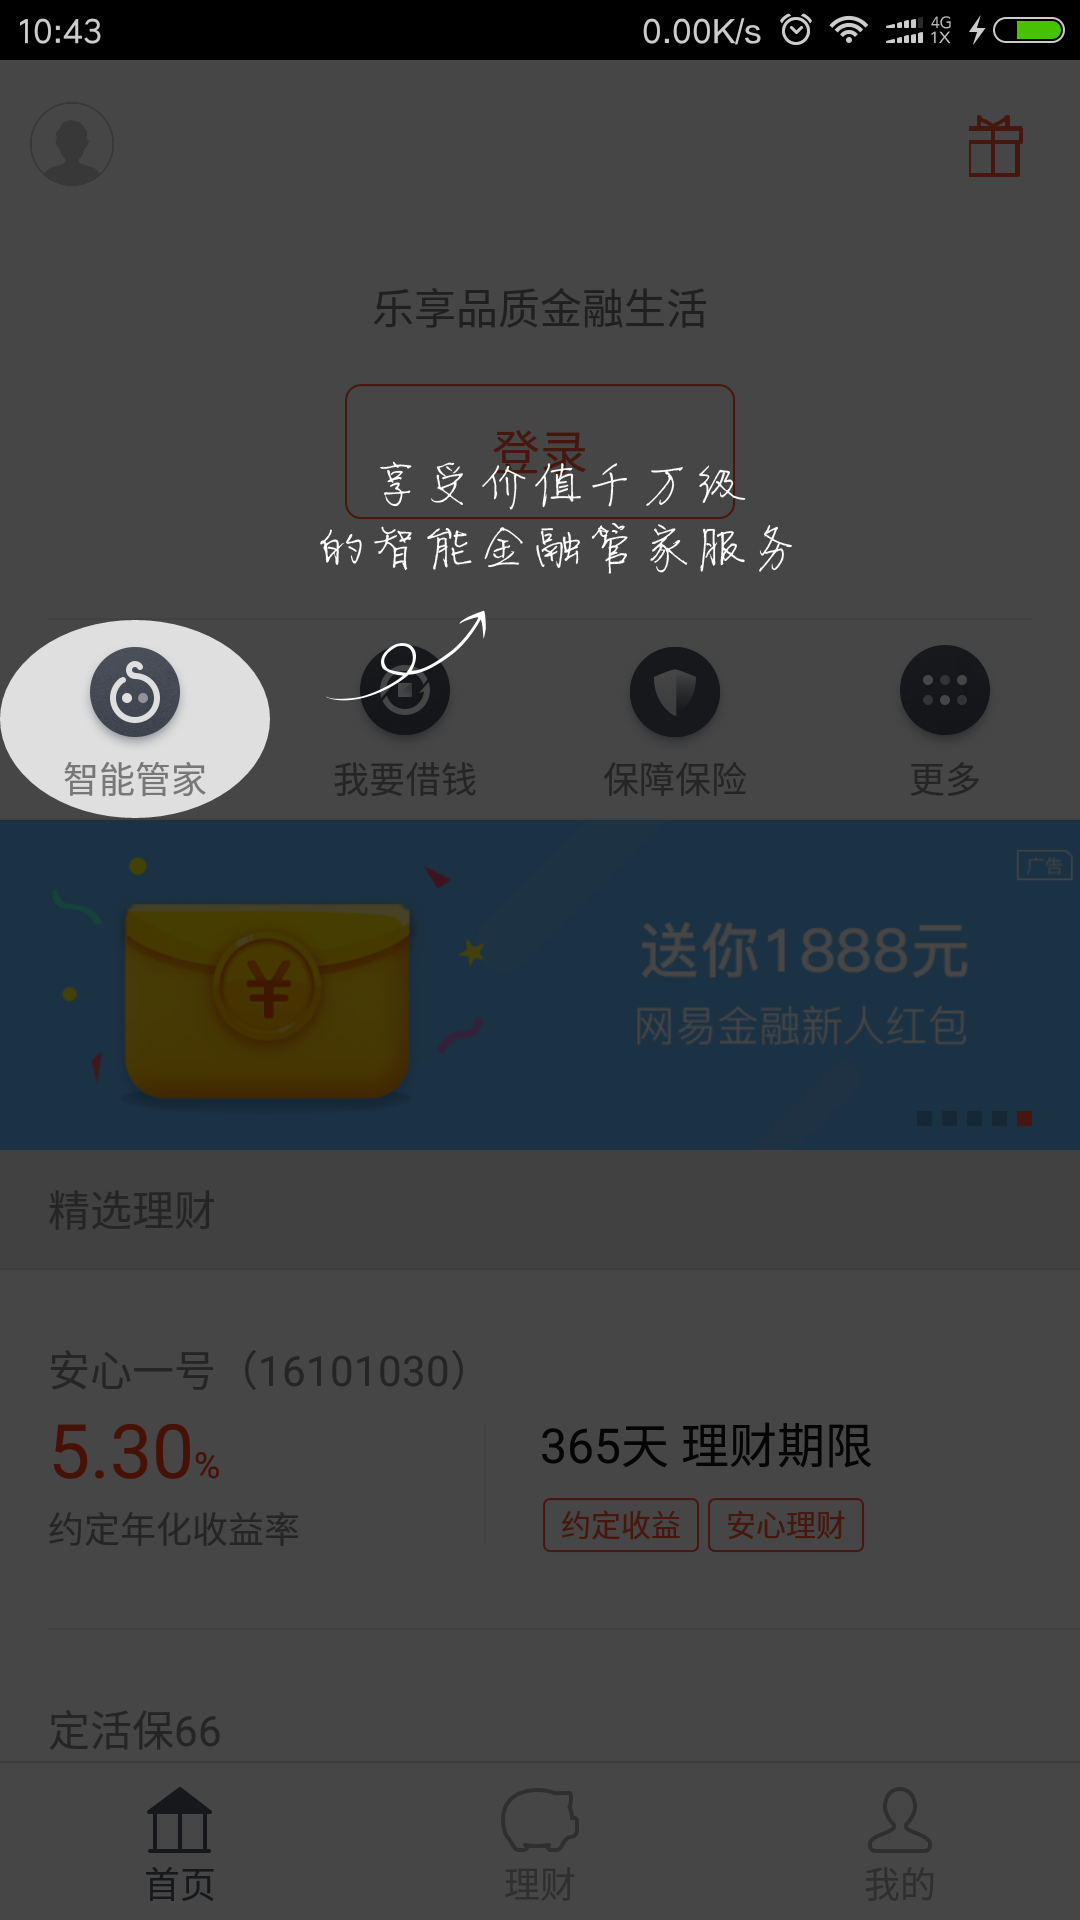 10:43
0.00K/s
4G
1X
乐享品质金融生活
登录
享受价值千万级
的智能金融管家服务
智能管家
我要借钱
保障保险
更多
广告
送你1888元
网易金融新人红包
¥
精选理财
安心一号（16101030）
5.30%
365天 理财期限
约定年化收益率
约定收益
安心理财
定活保66
首页
理财
我的